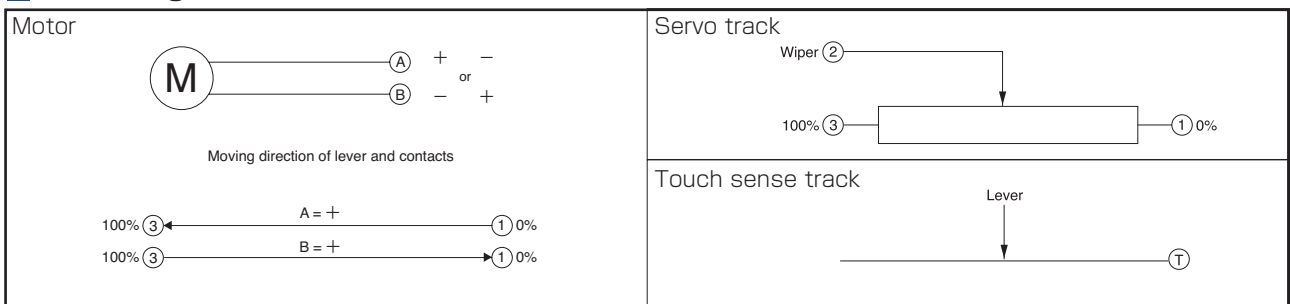 Motor
M
A + −
or
B − +
Moving direction of lever and contacts
100% 3 A = + 1 0%
100% 3 B = + 1 0%
Servo track
Wiper 2
100% 3 1 0%
Touch sense track
Lever
T